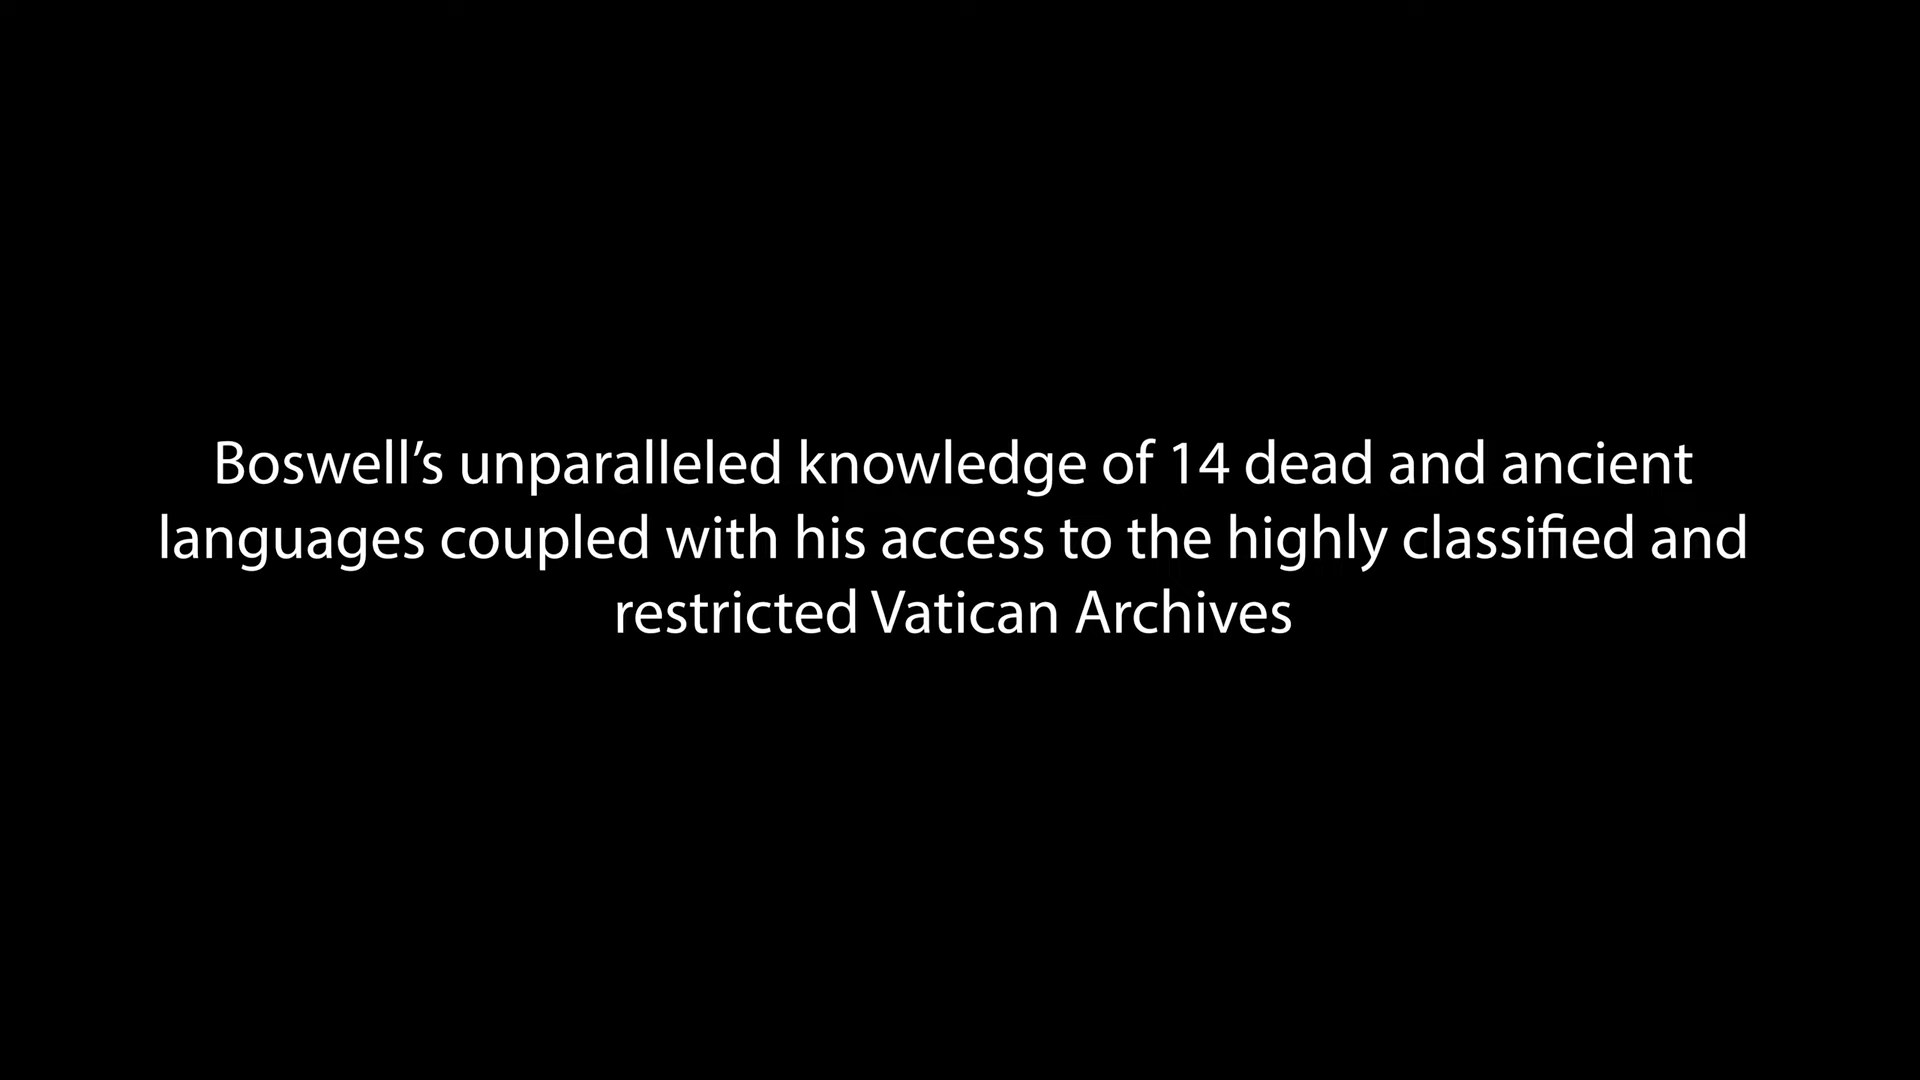 Boswell’s unparalleled knowledge of 14 dead and ancient
languages coupled with his access to the highly classified and
restricted Vatican Archives